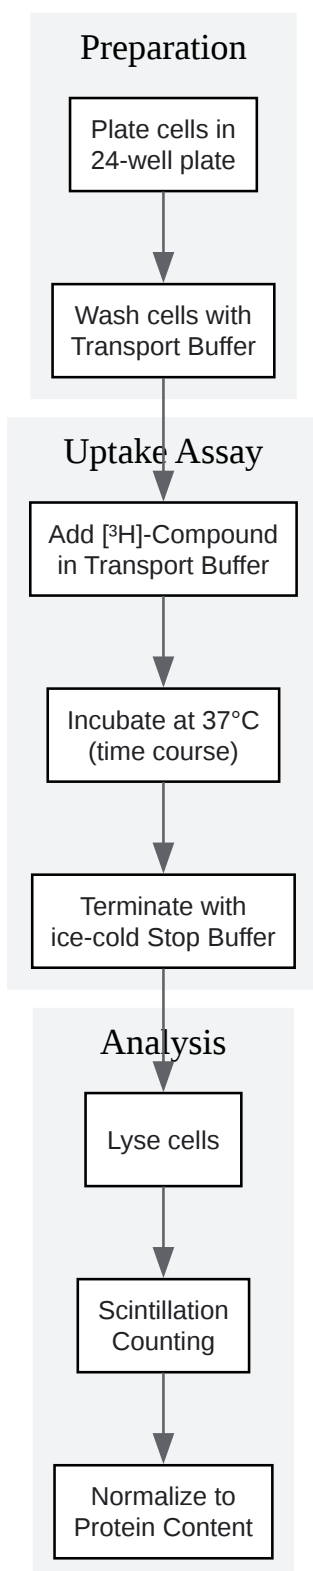 Preparation
Plate cells in
24-well plate
Wash cells with
Transport Buffer
Uptake Assay
Add [³H]-Compound
in Transport Buffer
Incubate at 37°C
(time course)
Terminate with
ice-cold Stop Buffer
Analysis
Lyse cells
Scintillation
Counting
Normalize to
Protein Content